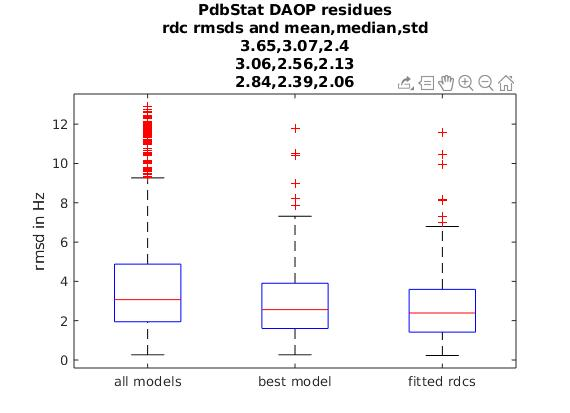 PdbStat DAOP residues
rdc rmsds and mean,median,std
3.65,3.07,2.4
3.06,2.56,2.13
2.84,2.39,2.06
12
10
8
6
4
2
0
rmsd in Hz
all models best model fitted rdcs